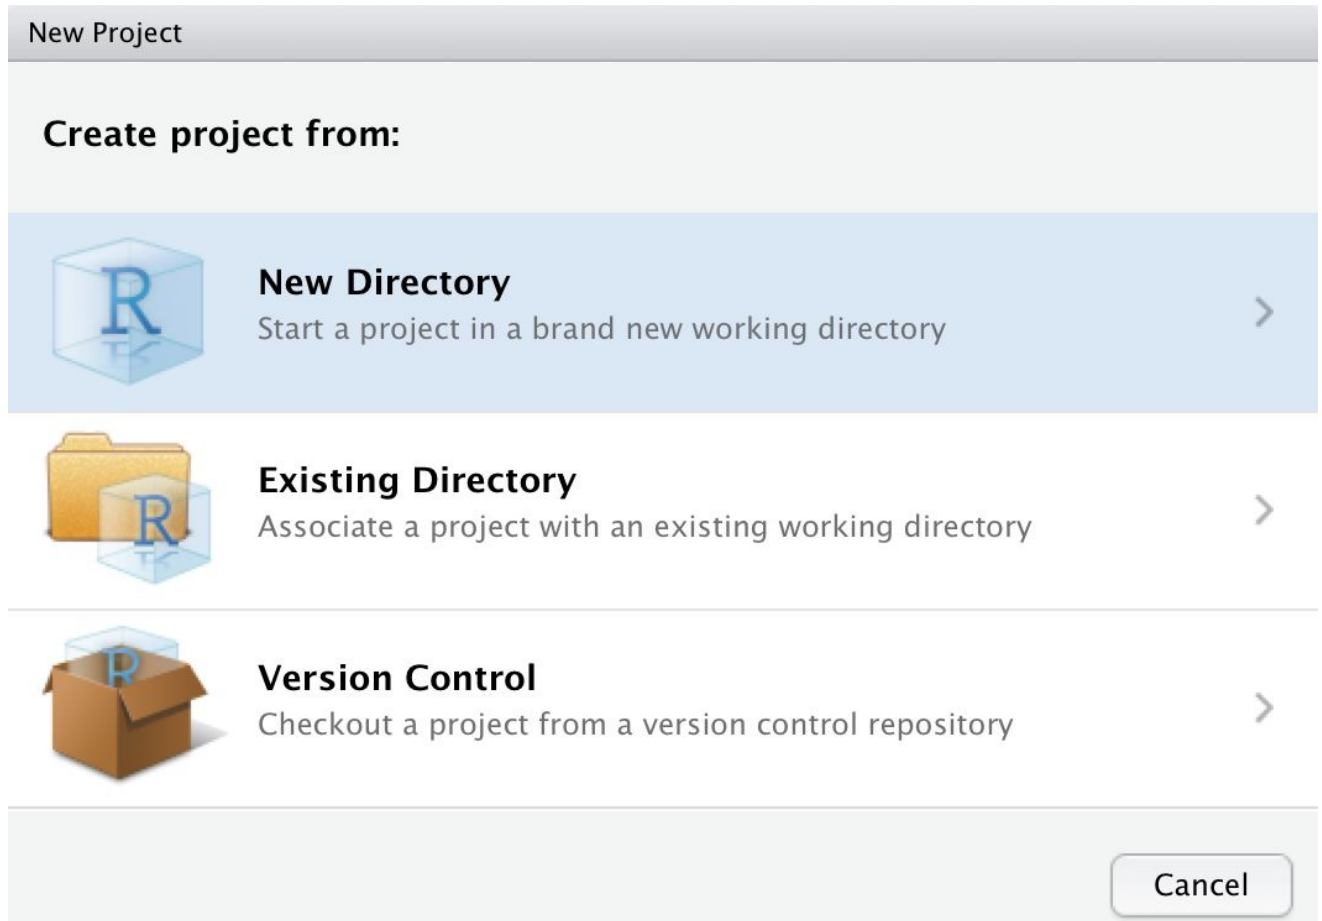 New Project
Create project from:
R
New Directory
Start a project in a brand new working directory
R
Existing Directory
Associate a project with an existing working directory
R
Version Control
Checkout a project from a version control repository
Cancel